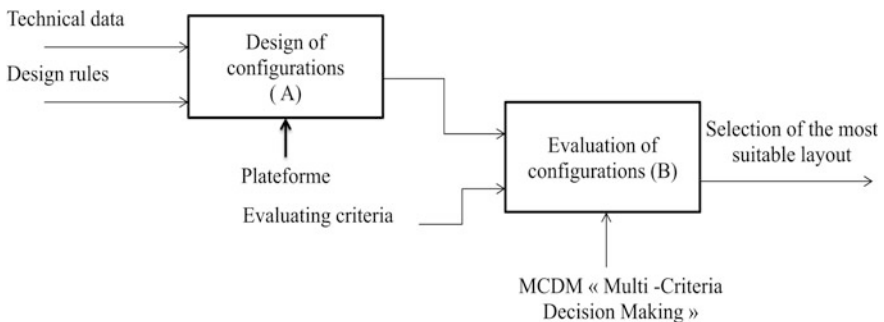 Technical data
Design rules
Design of
configurations
( A )
Plateforme
Evaluating criteria
Evaluation of
configurations (B)
Selection of the most
suitable layout
MCDM « Multi -Criteria
Decision Making »